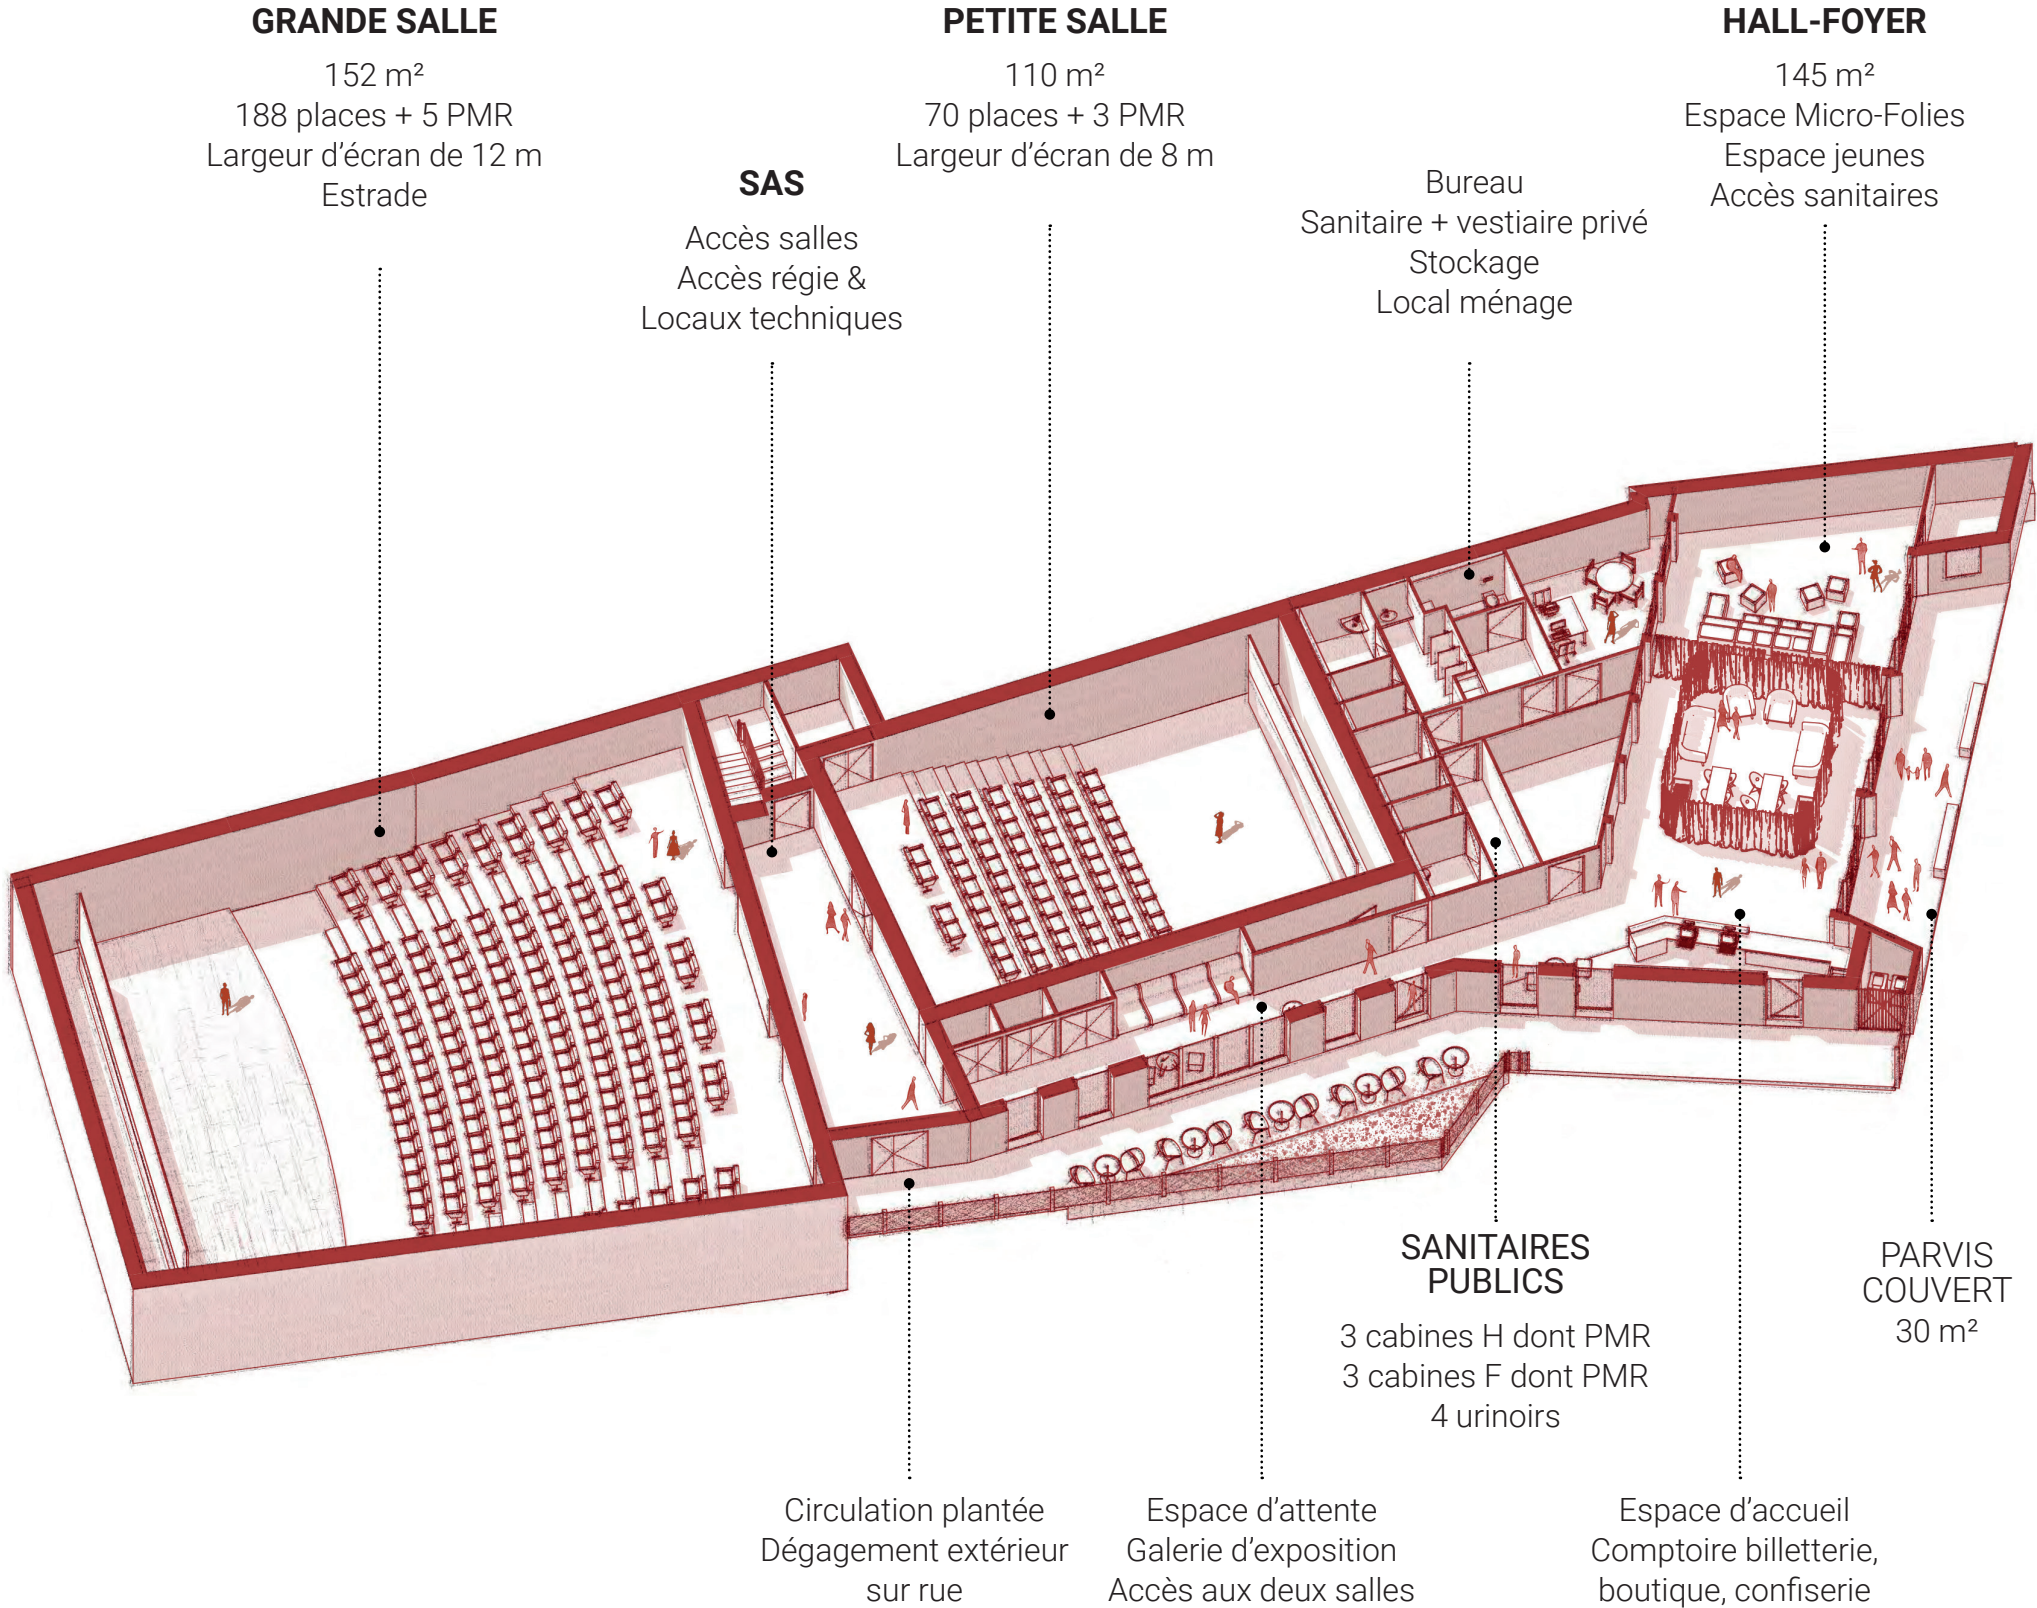 GRANDE SALLE
152 m²
188 places + 5 PMR
Largeur d’écran de 12 m
Estrade
SAS
Accès salles
Accès régie &
Locaux techniques
PETITE SALLE
110 m²
70 places + 3 PMR
Largeur d’écran de 8 m
Bureau
Sanitaire + vestiaire privé
Stockage
Local ménage
HALL-FOYER
145 m²
Espace Micro-Folies
Espace jeunes
Accès sanitaires
SANITAIRES
PUBLICS
3 cabines H dont PMR
3 cabines F dont PMR
4 urinoirs
PARVIS
COUVERT
30 m²
Circulation plantée
Dégagement extérieur
sur rue
Espace d’attente
Galerie d’exposition
Accès aux deux salles
Espace d’accueil
Comptoire billetterie,
boutique, confiserie